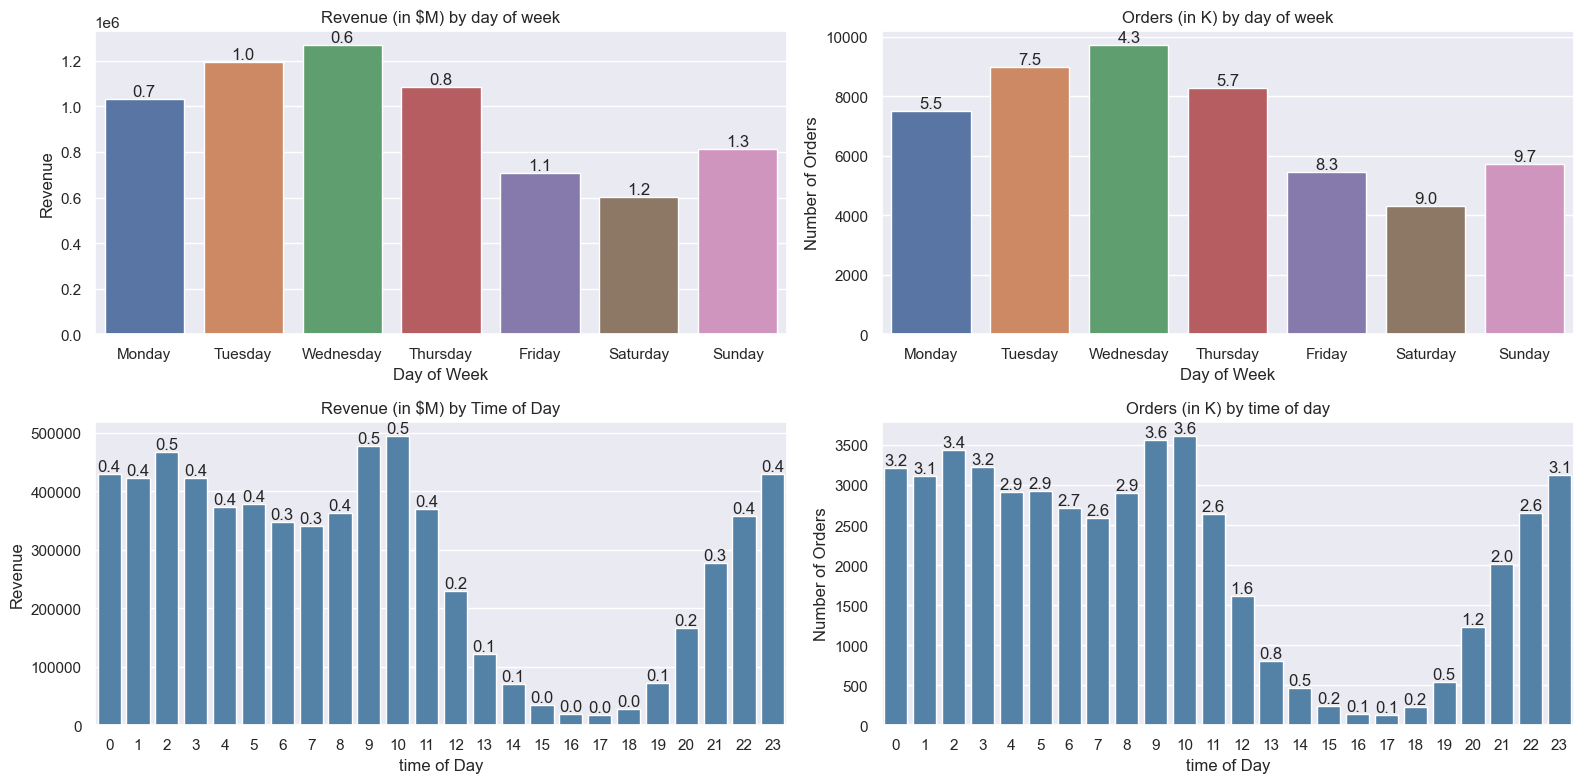 Revenue (in $M) by day of week
1e6
1.2
1.0
0.8
0.6
0.4
0.2
0.0
Revenue
0.7
1.0
0.6
0.8
1.1
1.2
1.3
Monday Tuesday Wednesday Thursday Friday Saturday Sunday
Day of Week
Orders (in K) by day of week
10000
8000
6000
4000
2000
0
Number of Orders
5.5
7.5
4.3
5.7
8.3
9.0
9.7
Monday Tuesday Wednesday Thursday Friday Saturday Sunday
Day of Week
Revenue (in $M) by Time of Day
500000
400000
300000
200000
100000
0
Revenue
0.4 0.4 0.5 0.4 0.4 0.4 0.3 0.3 0.4 0.5 0.5 0.4 0.2 0.1 0.1 0.0 0.0 0.0 0.0 0.1 0.2 0.3 0.4 0.4
0 1 2 3 4 5 6 7 8 9 10 11 12 13 14 15 16 17 18 19 20 21 22 23
time of Day
Orders (in K) by time of day
3500
3000
2500
2000
1500
1000
500
0
Number of Orders
3.2 3.1 3.4 3.2 2.9 2.9 2.7 2.6 2.9 3.6 3.6 2.6 1.6 0.8 0.5 0.2 0.1 0.1 0.2 0.5 1.2 2.0 2.6 3.1
0 1 2 3 4 5 6 7 8 9 10 11 12 13 14 15 16 17 18 19 20 21 22 23
time of Day